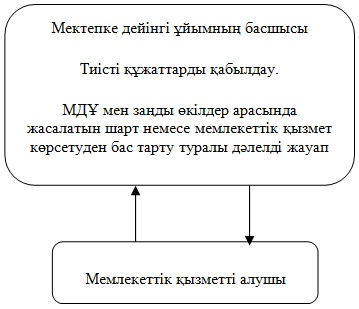 Мектепке дейінгі ұйымның басшысы
Тиісті құжаттарды қабылдау.
МДҰ мен заңды өкілдер арасында
жасалатын шарт немесе мемлекеттік қызмет
көрсетуден бас тарту туралы дәлелді жауап
Мемлекеттік қызметті алушы